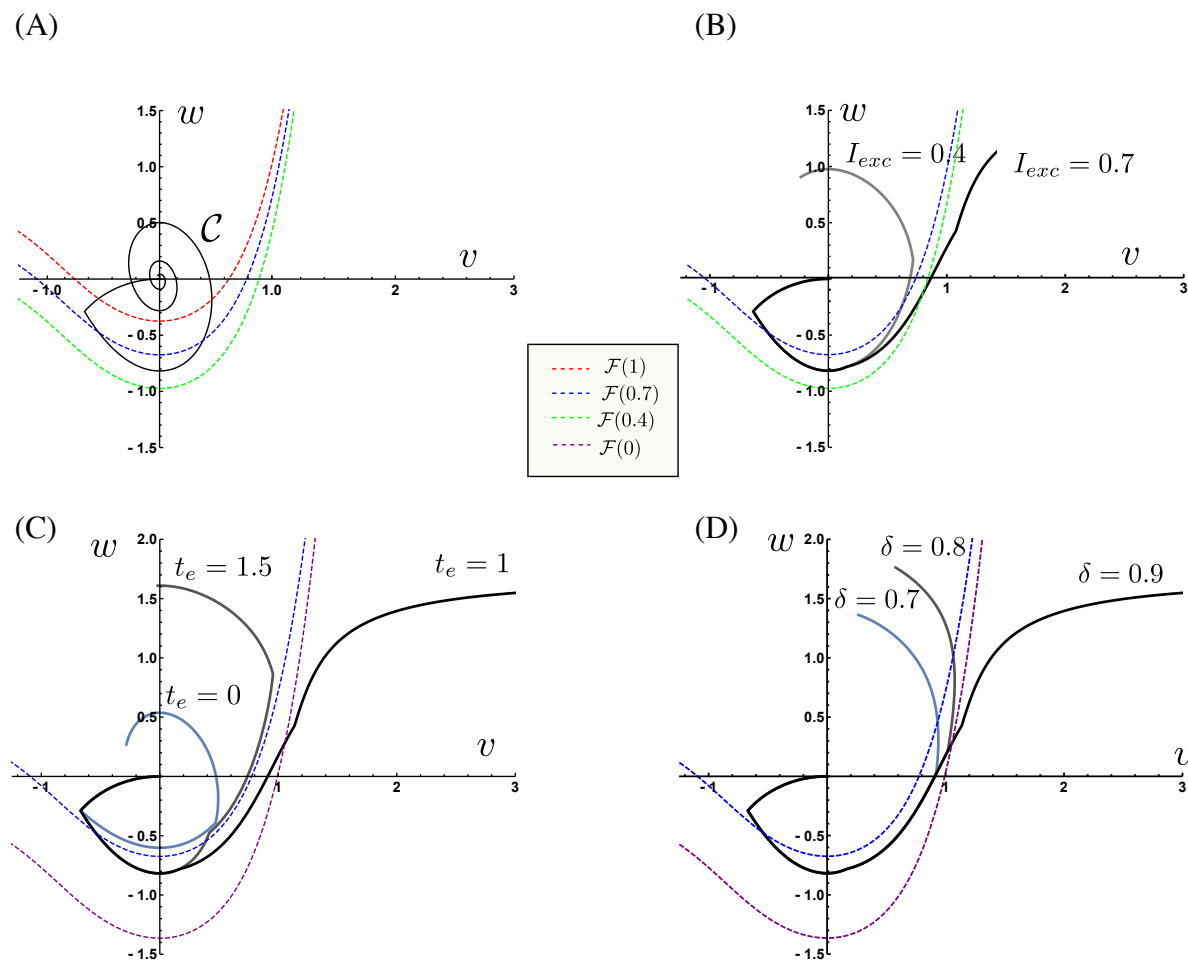 (A)
(B)
w
1.5
1.0
0.5
-0.5
-1.0
-1.5
-1.0
1.0
2
3
C
v
w
1.5
1.0
0.5
-0.5
-1.0
-1.5
-1
1
2
3
I_exc = 0.4
I_exc = 0.7
v
F(1)
F(0.7)
F(0.4)
F(0)
(C)
(D)
w
2.0
1.5
1.0
0.5
-0.5
-1.0
-1.5
-1
1
2
3
t_e = 1.5
t_e = 1
t_e = 0
v
w
2.0
1.5
1.0
0.5
-0.5
-1.0
-1.5
-1
1
2
3
δ = 0.8
δ = 0.9
δ = 0.7
v